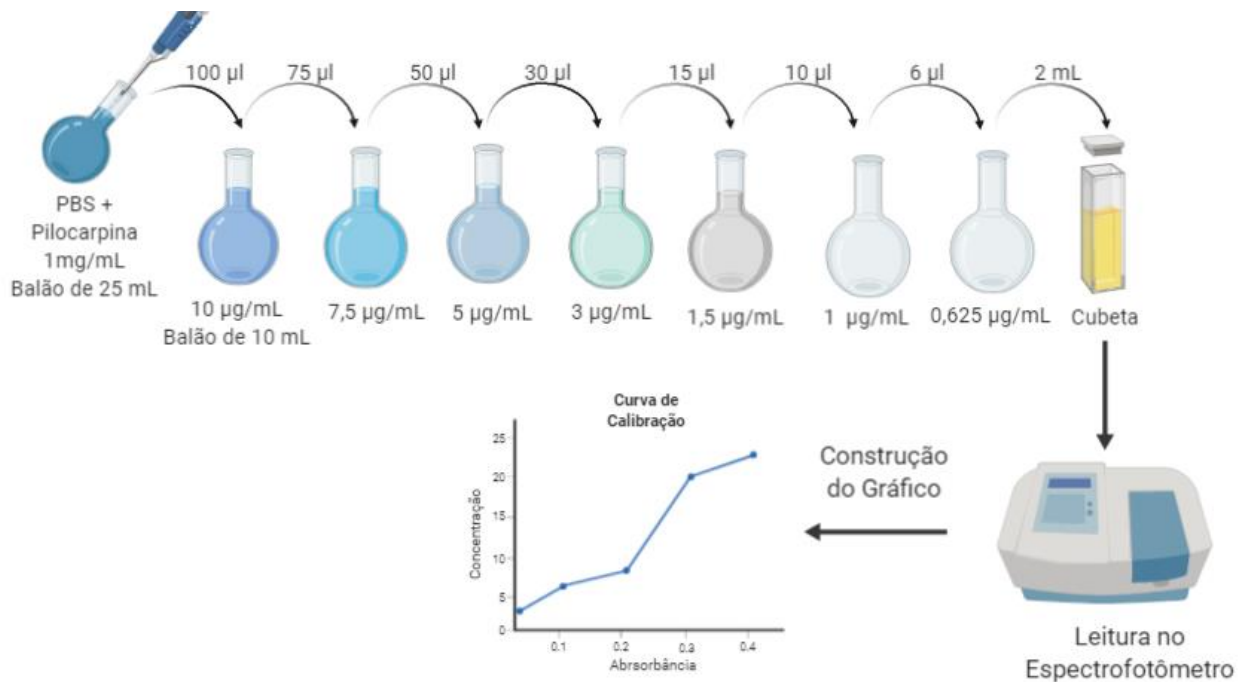 100 µl
75 µl
50 µl
30 µl
15 µl
10 µl
6 µl
2 mL
PBS +
Pilocarpina
1mg/mL
Balão de 25 mL
10 µg/mL
Balão de 10 mL
7,5 µg/mL
5 µg/mL
3 µg/mL
1,5 µg/mL
1 µg/mL
0,625 µg/mL
Cubeta
Curva de
Calibração
25
20
15
10
5
0
Concentração
0.1
0.2
0.3
0.4
Abrsorbância
Construção
do Gráfico
Leitura no
Espectrofotômetro